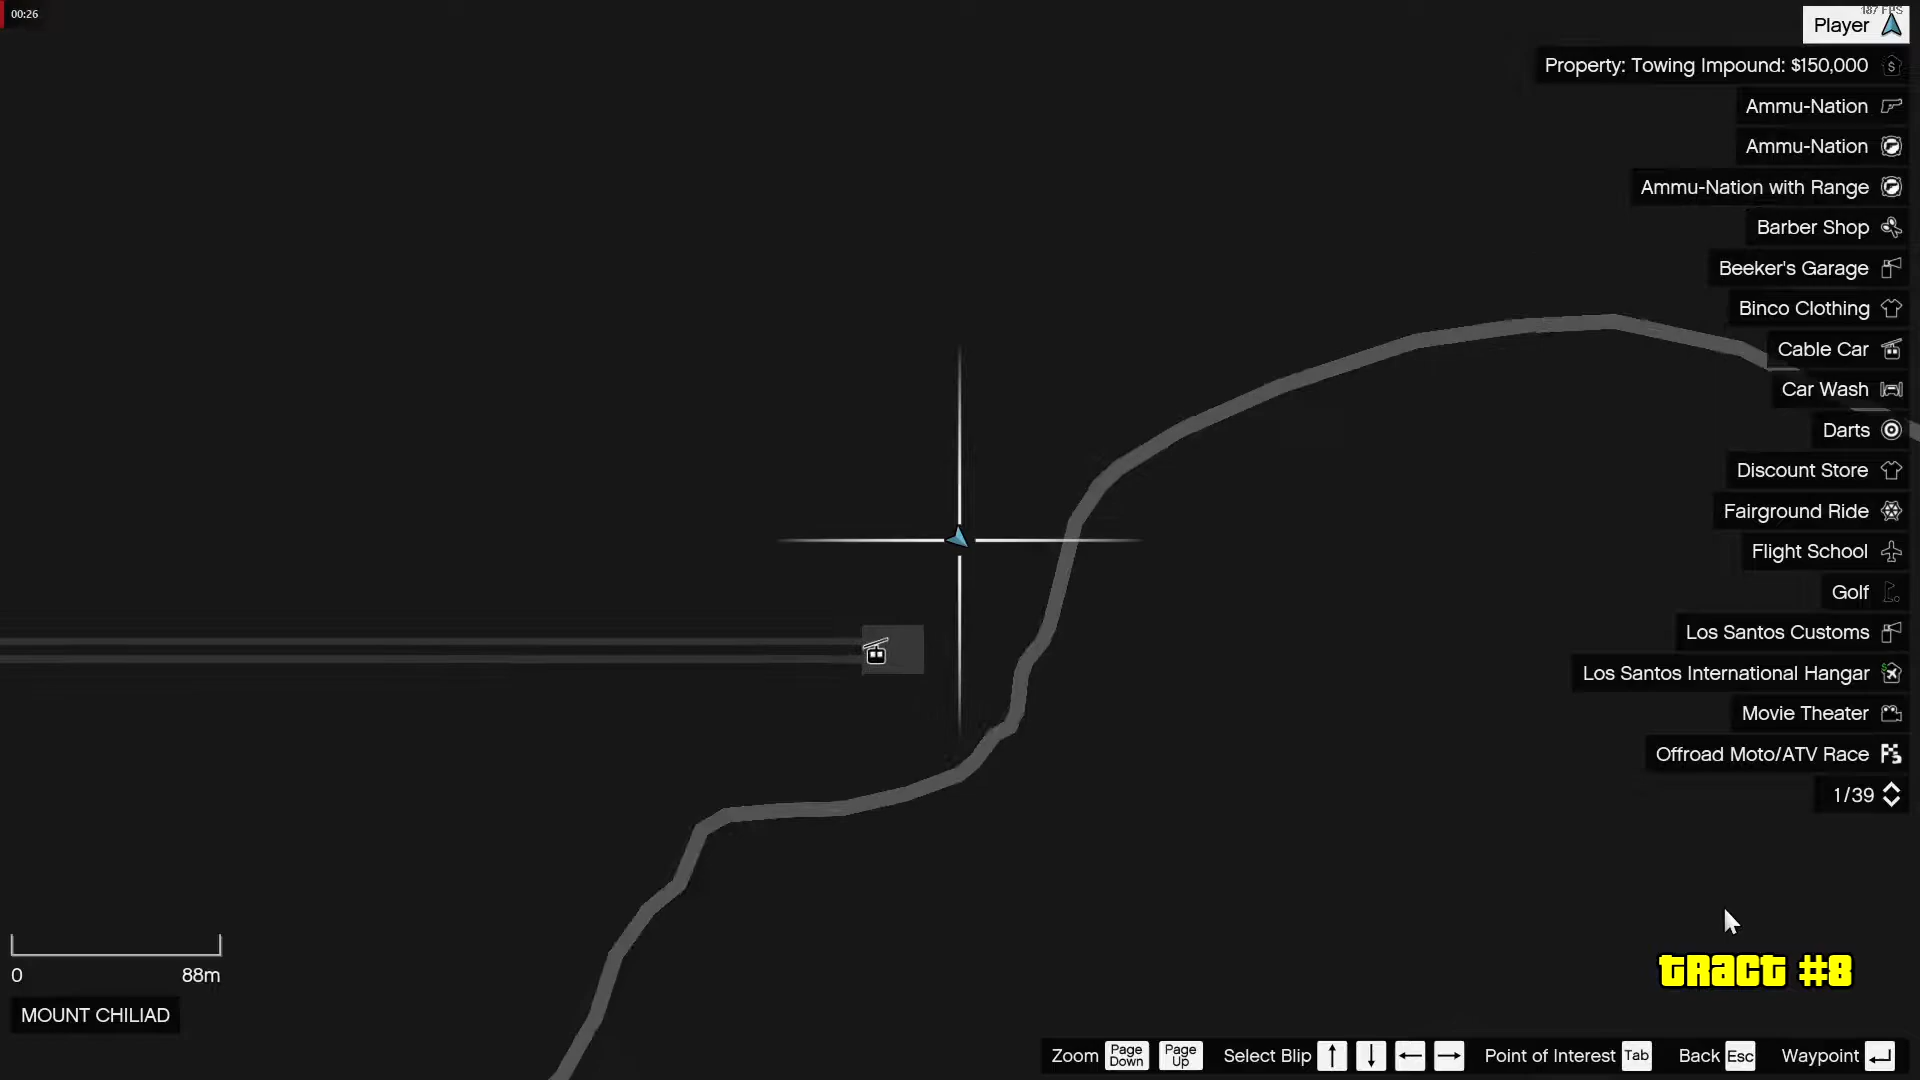 00:26
187 FPS
Player
Property: Towing Impound: $150,000
Ammu-Nation
Ammu-Nation
Ammu-Nation with Range
Barber Shop
Beeker's Garage
Binco Clothing
Cable Car
Car Wash
Darts
Discount Store
Fairground Ride
Flight School
Golf
Los Santos Customs
Los Santos International Hangar
Movie Theater
Offroad Moto/ATV Race
1/39
0 88m
MOUNT CHILIAD
tRACt #8
Zoom Page Down Page Up Select Blip ↑ ↓ ← → Point of Interest Tab Back Esc Waypoint